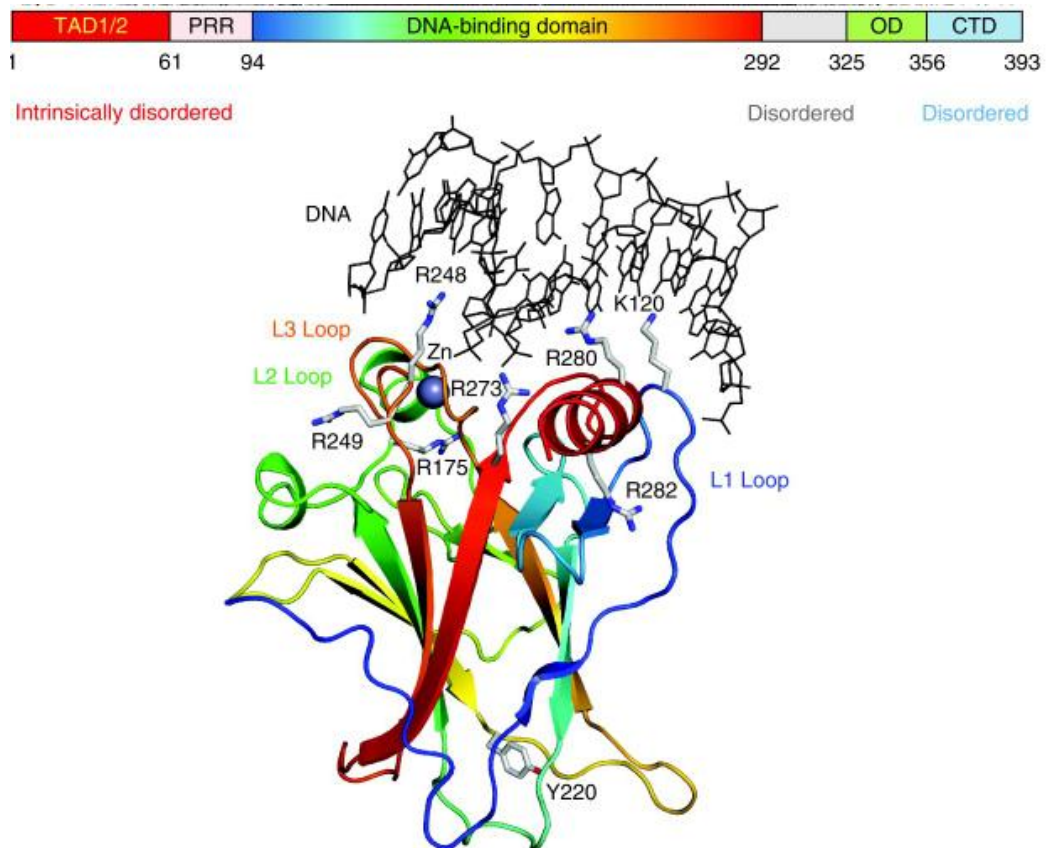 TAD1/2 PRR DNA-binding domain OD CTD
1 61 94 292 325 356 393
Intrinsically disordered Disordered Disordered
DNA
R248
K120
L3 Loop
Zn
R280
L2 Loop
R273
R249
R175
L1 Loop
R282
Y220